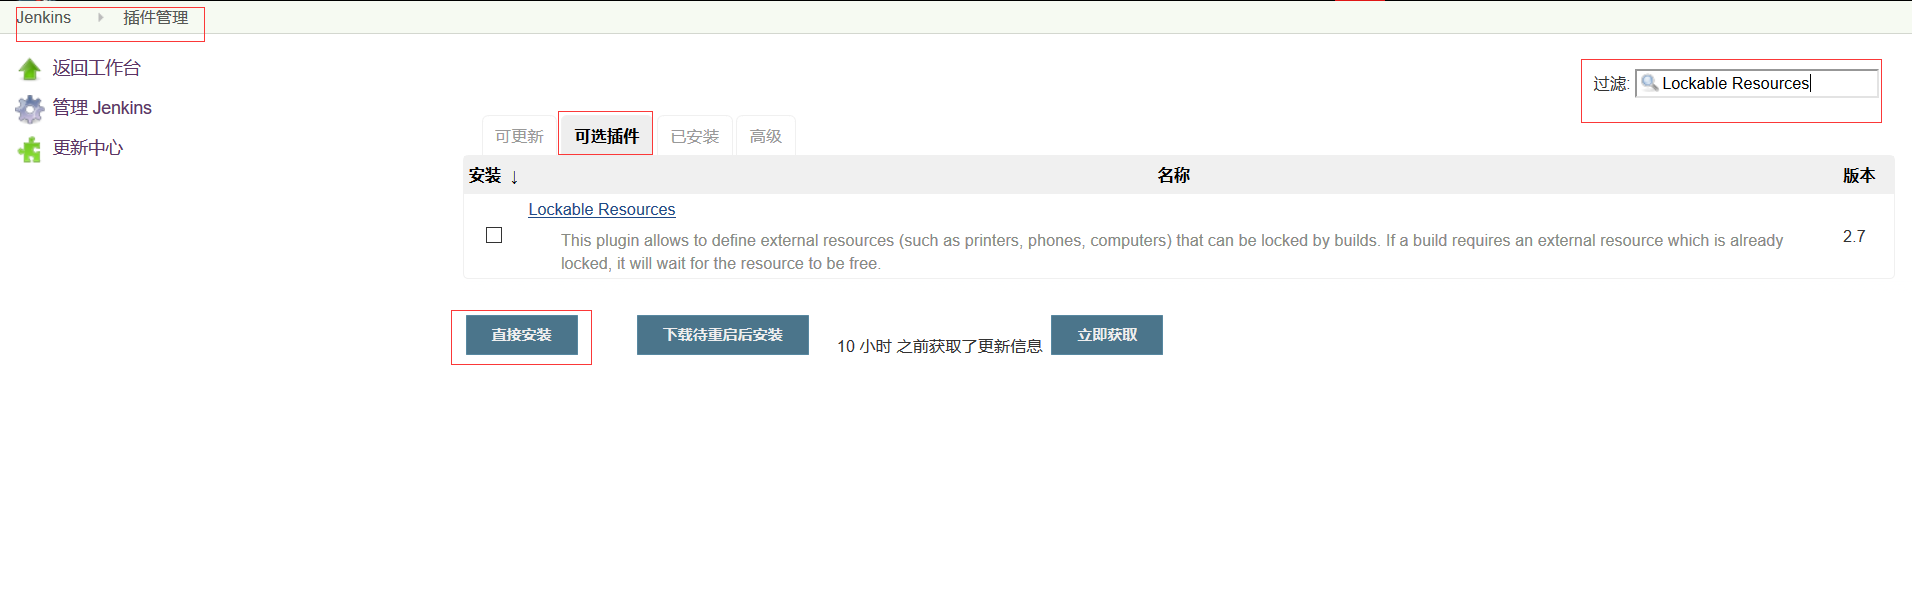 Jenkins 插件管理
返回工作台
管理 Jenkins
更新中心
过滤: Lockable Resources
可更新 可选插件 已安装 高级
安装 ↓ 名称 版本
Lockable Resources
This plugin allows to define external resources (such as printers, phones, computers) that can be locked by builds. If a build requires an external resource which is already
locked, it will wait for the resource to be free.
2.7
直接安装 下载待重启后安装 10 小时 之前获取了更新信息 立即获取